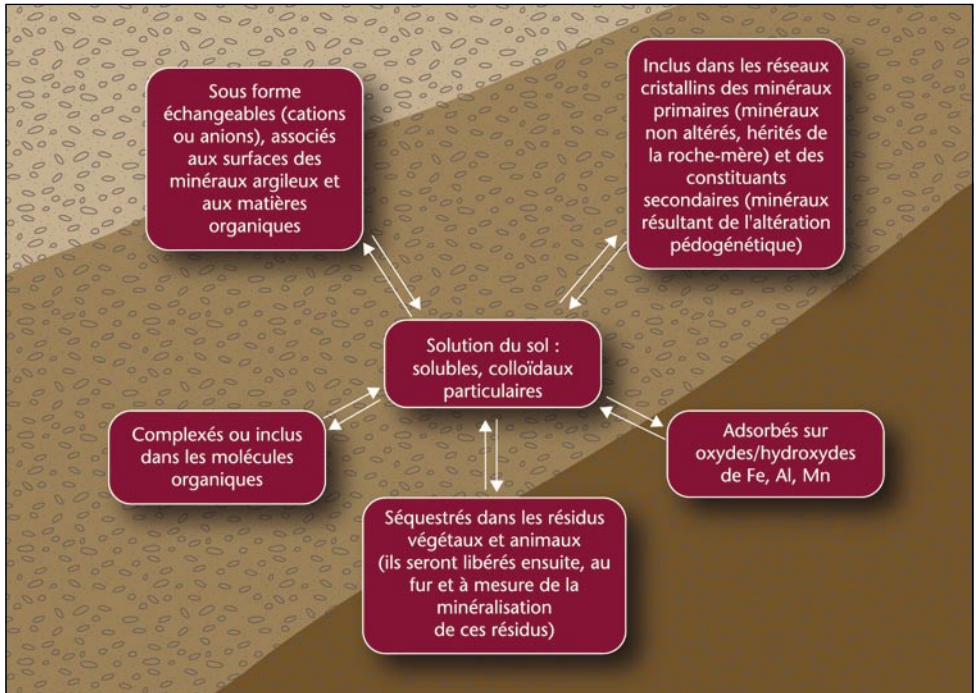 Sous forme
échangeables (cations
ou anions), associés
aux surfaces des
minéraux argileux et
aux matières
organiques
Inclus dans les réseaux
cristallins des minéraux
primaires (minéraux
non altérés, hérités de
la roche-mère) et des
constituants
secondaires (minéraux
résultant de l'altération
pédogénétique)
Solution du sol :
solubles, colloïdaux
particulaires
Complexés ou inclus
dans les molécules
organiques
Adsorbés sur
oxydes/hydroxydes
de Fe, Al, Mn
Séquestrés dans les résidus
végétaux et animaux
(ils seront libérés ensuite, au
fur et à mesure de la
minéralisation
de ces résidus)